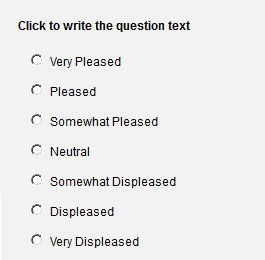 Click to write the question text
Very Pleased
Pleased
Somewhat Pleased
Neutral
Somewhat Displeased
Displeased
Very Displeased